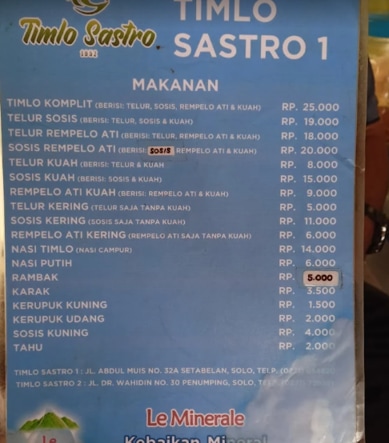 Timlo Sastro
1952
TIMLO
SASTRO 1
MAKANAN
TIMLO KOMPLIT (BERISI: TELUR, SOSIS, REMPELO ATI & KUAH) RP. 25.000
TELUR SOSIS (BERISI: TELUR, SOSIS & KUAH) RP. 19.000
TELUR REMPELO ATI (BERISI: TELUR, REMPELO ATI & KUAH) RP. 18.000
SOSIS REMPELO ATI (BERISI: SOSIS REMPELO ATI & KUAH) RP. 20.000
TELUR KUAH (BERISI: TELUR & KUAH RP. 8.000
SOSIS KUAH (BERISI: SOSIS & KUAH) RP. 15.000
REMPELO ATI KUAH (BERISI: REMPELO ATI & KUAH) RP. 9.000
TELUR KERING (TELUR SAJA TANPA KUAH) RP. 5.000
SOSIS KERING (SOSIS SAJA TANPA KUAH) RP. 11.000
REMPELO ATI KERING (REMPELO ATI SAJA TANPA KUAH) RP. 6.000
NASI TIMLO (NASI CAMPUR) RP. 14.000
NASI PUTIH RP. 6.000
RAMBAK RP. 5.000
KARAK RP. 3.500
KERUPUK KUNING RP. 1.500
KERUPUK UDANG RP. 2.000
SOSIS KUNING RP. 4.000
TAHU RP. 2.000
TIMLO SASTRO 1 : JL. ABDUL MUIS NO. 32A SETABELAN, SOLO, TELP.
TIMLO SASTRO 2 : JL. DR. WAHIDIN NO. 30 PENUMPING, SOLO,
Le Minerale
Le
Kebaikan Mineral